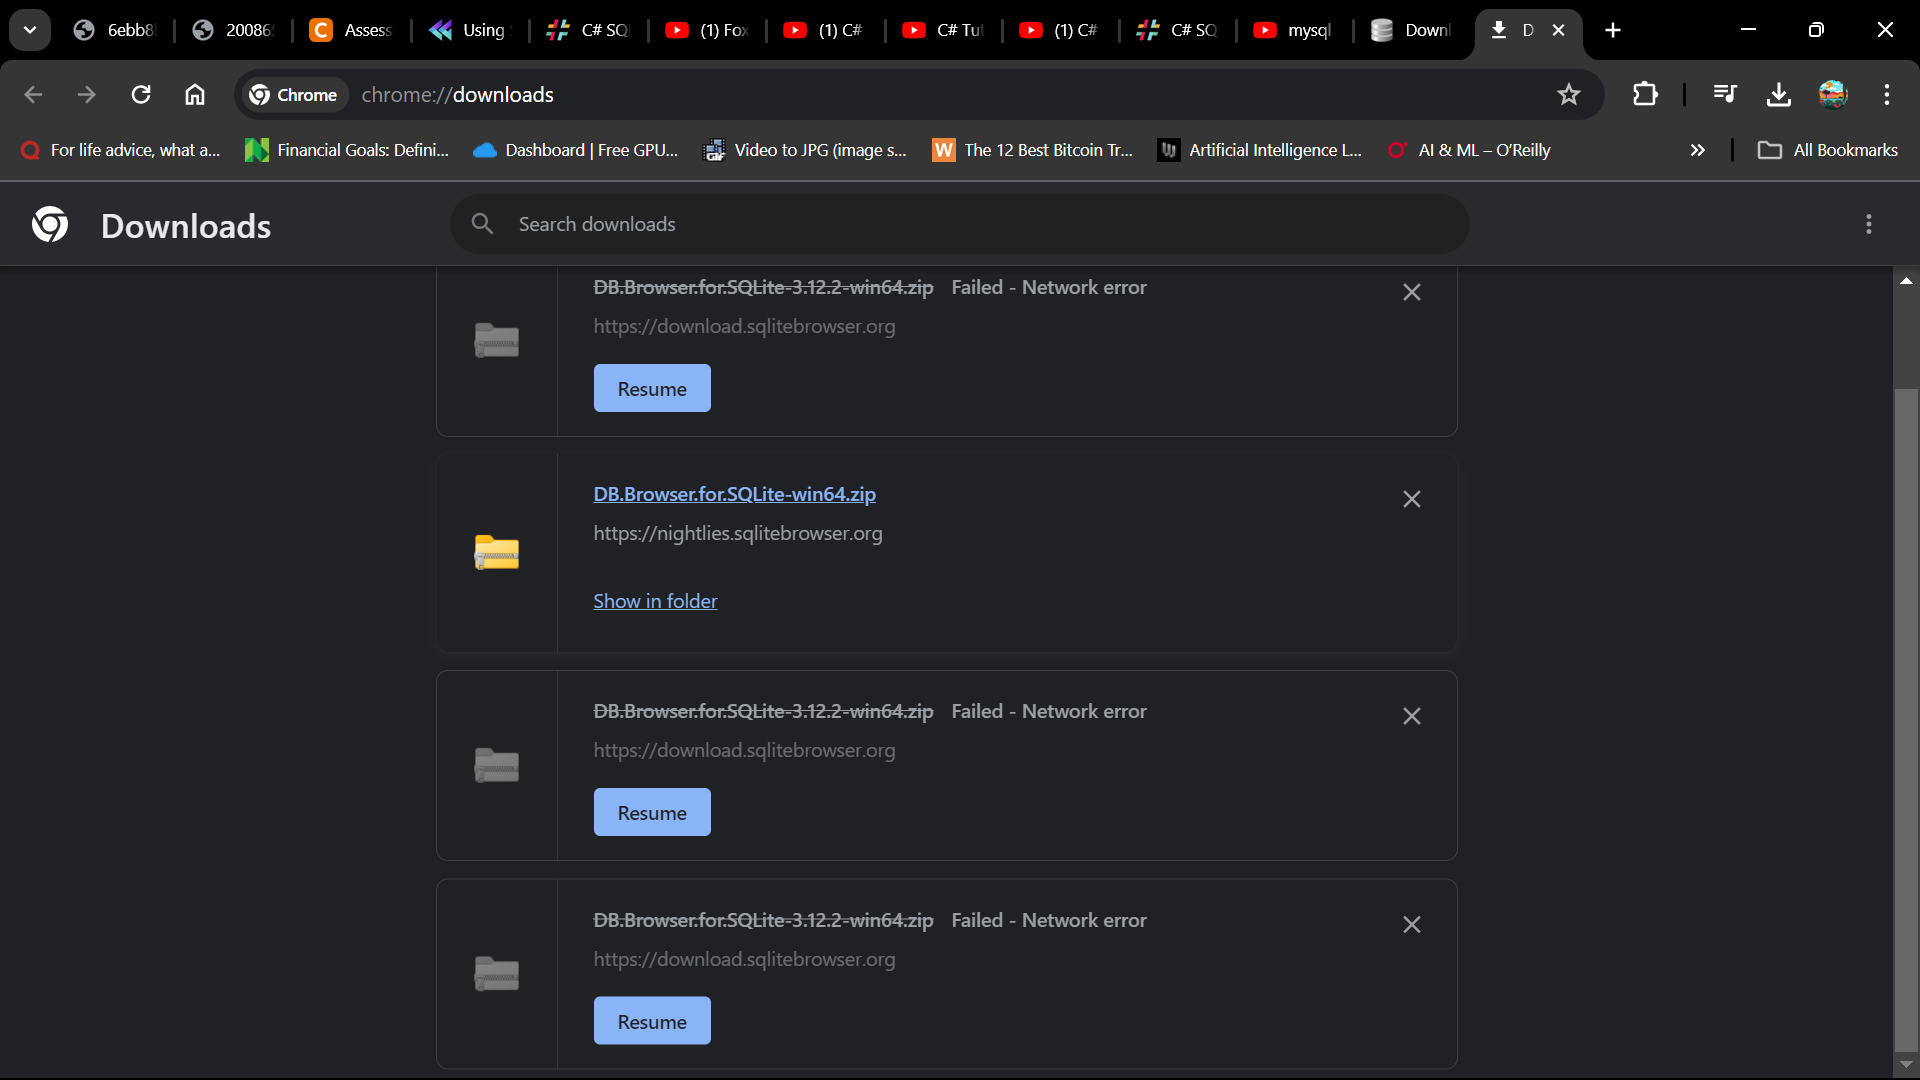 6ebb8
20086
Assess
Using
C# SQ
(1) Fox
(1) C#
C# Tut
(1) C#
C# SQ
mysql
Downl
D
Chrome
chrome://downloads
For life advice, what a...
Financial Goals: Defini...
Dashboard | Free GPU...
Video to JPG (image s...
The 12 Best Bitcoin Tr...
Artificial Intelligence L...
AI & ML – O'Reilly
All Bookmarks
Downloads
Search downloads
DB.Browser.for.SQLite-3.12.2-win64.zip Failed - Network error
https://download.sqlitebrowser.org
Resume
DB.Browser.for.SQLite-win64.zip
https://nightlies.sqlitebrowser.org
Show in folder
DB.Browser.for.SQLite-3.12.2-win64.zip Failed - Network error
https://download.sqlitebrowser.org
Resume
DB.Browser.for.SQLite-3.12.2-win64.zip Failed - Network error
https://download.sqlitebrowser.org
Resume